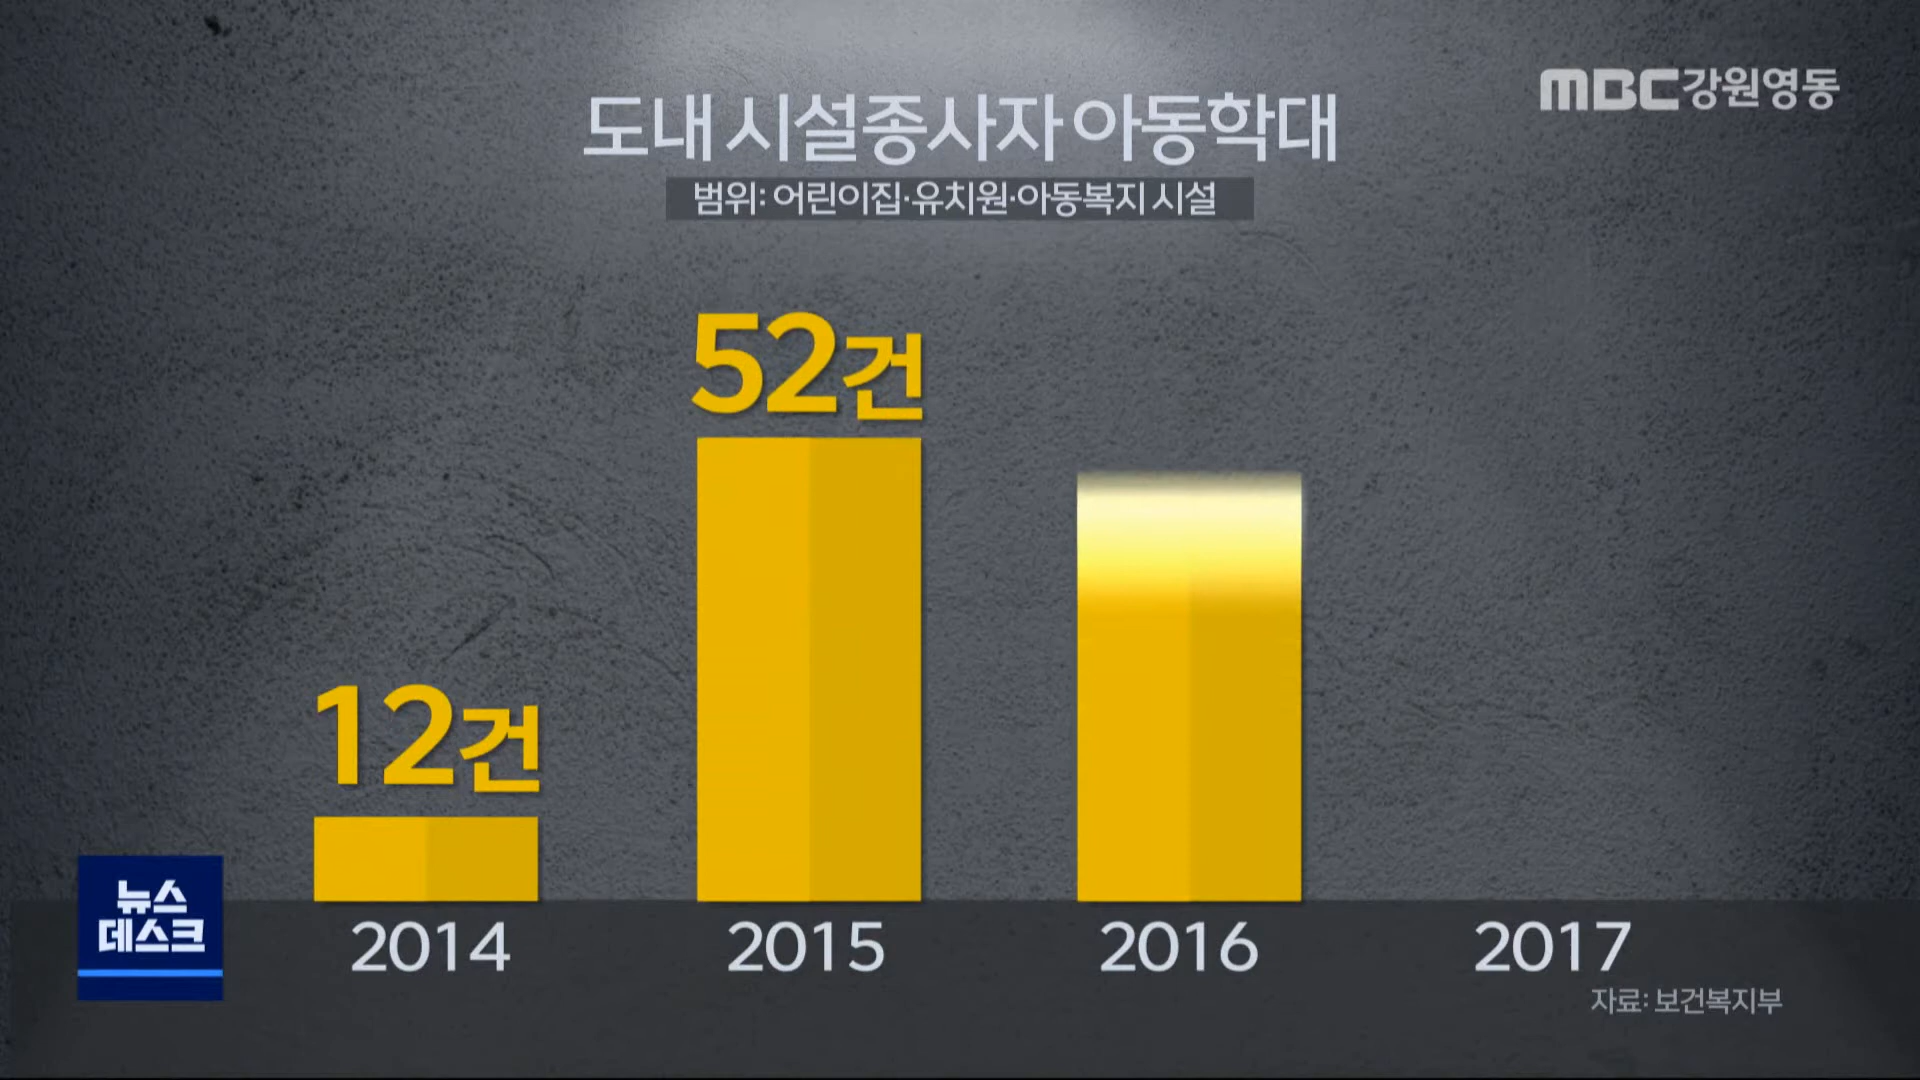 MBC강원영동
도내 시설종사자 아동학대
범위: 어린이집·유치원·아동복지 시설
52건
12건
뉴스
데스크
2014 2015 2016 2017
자료: 보건복지부